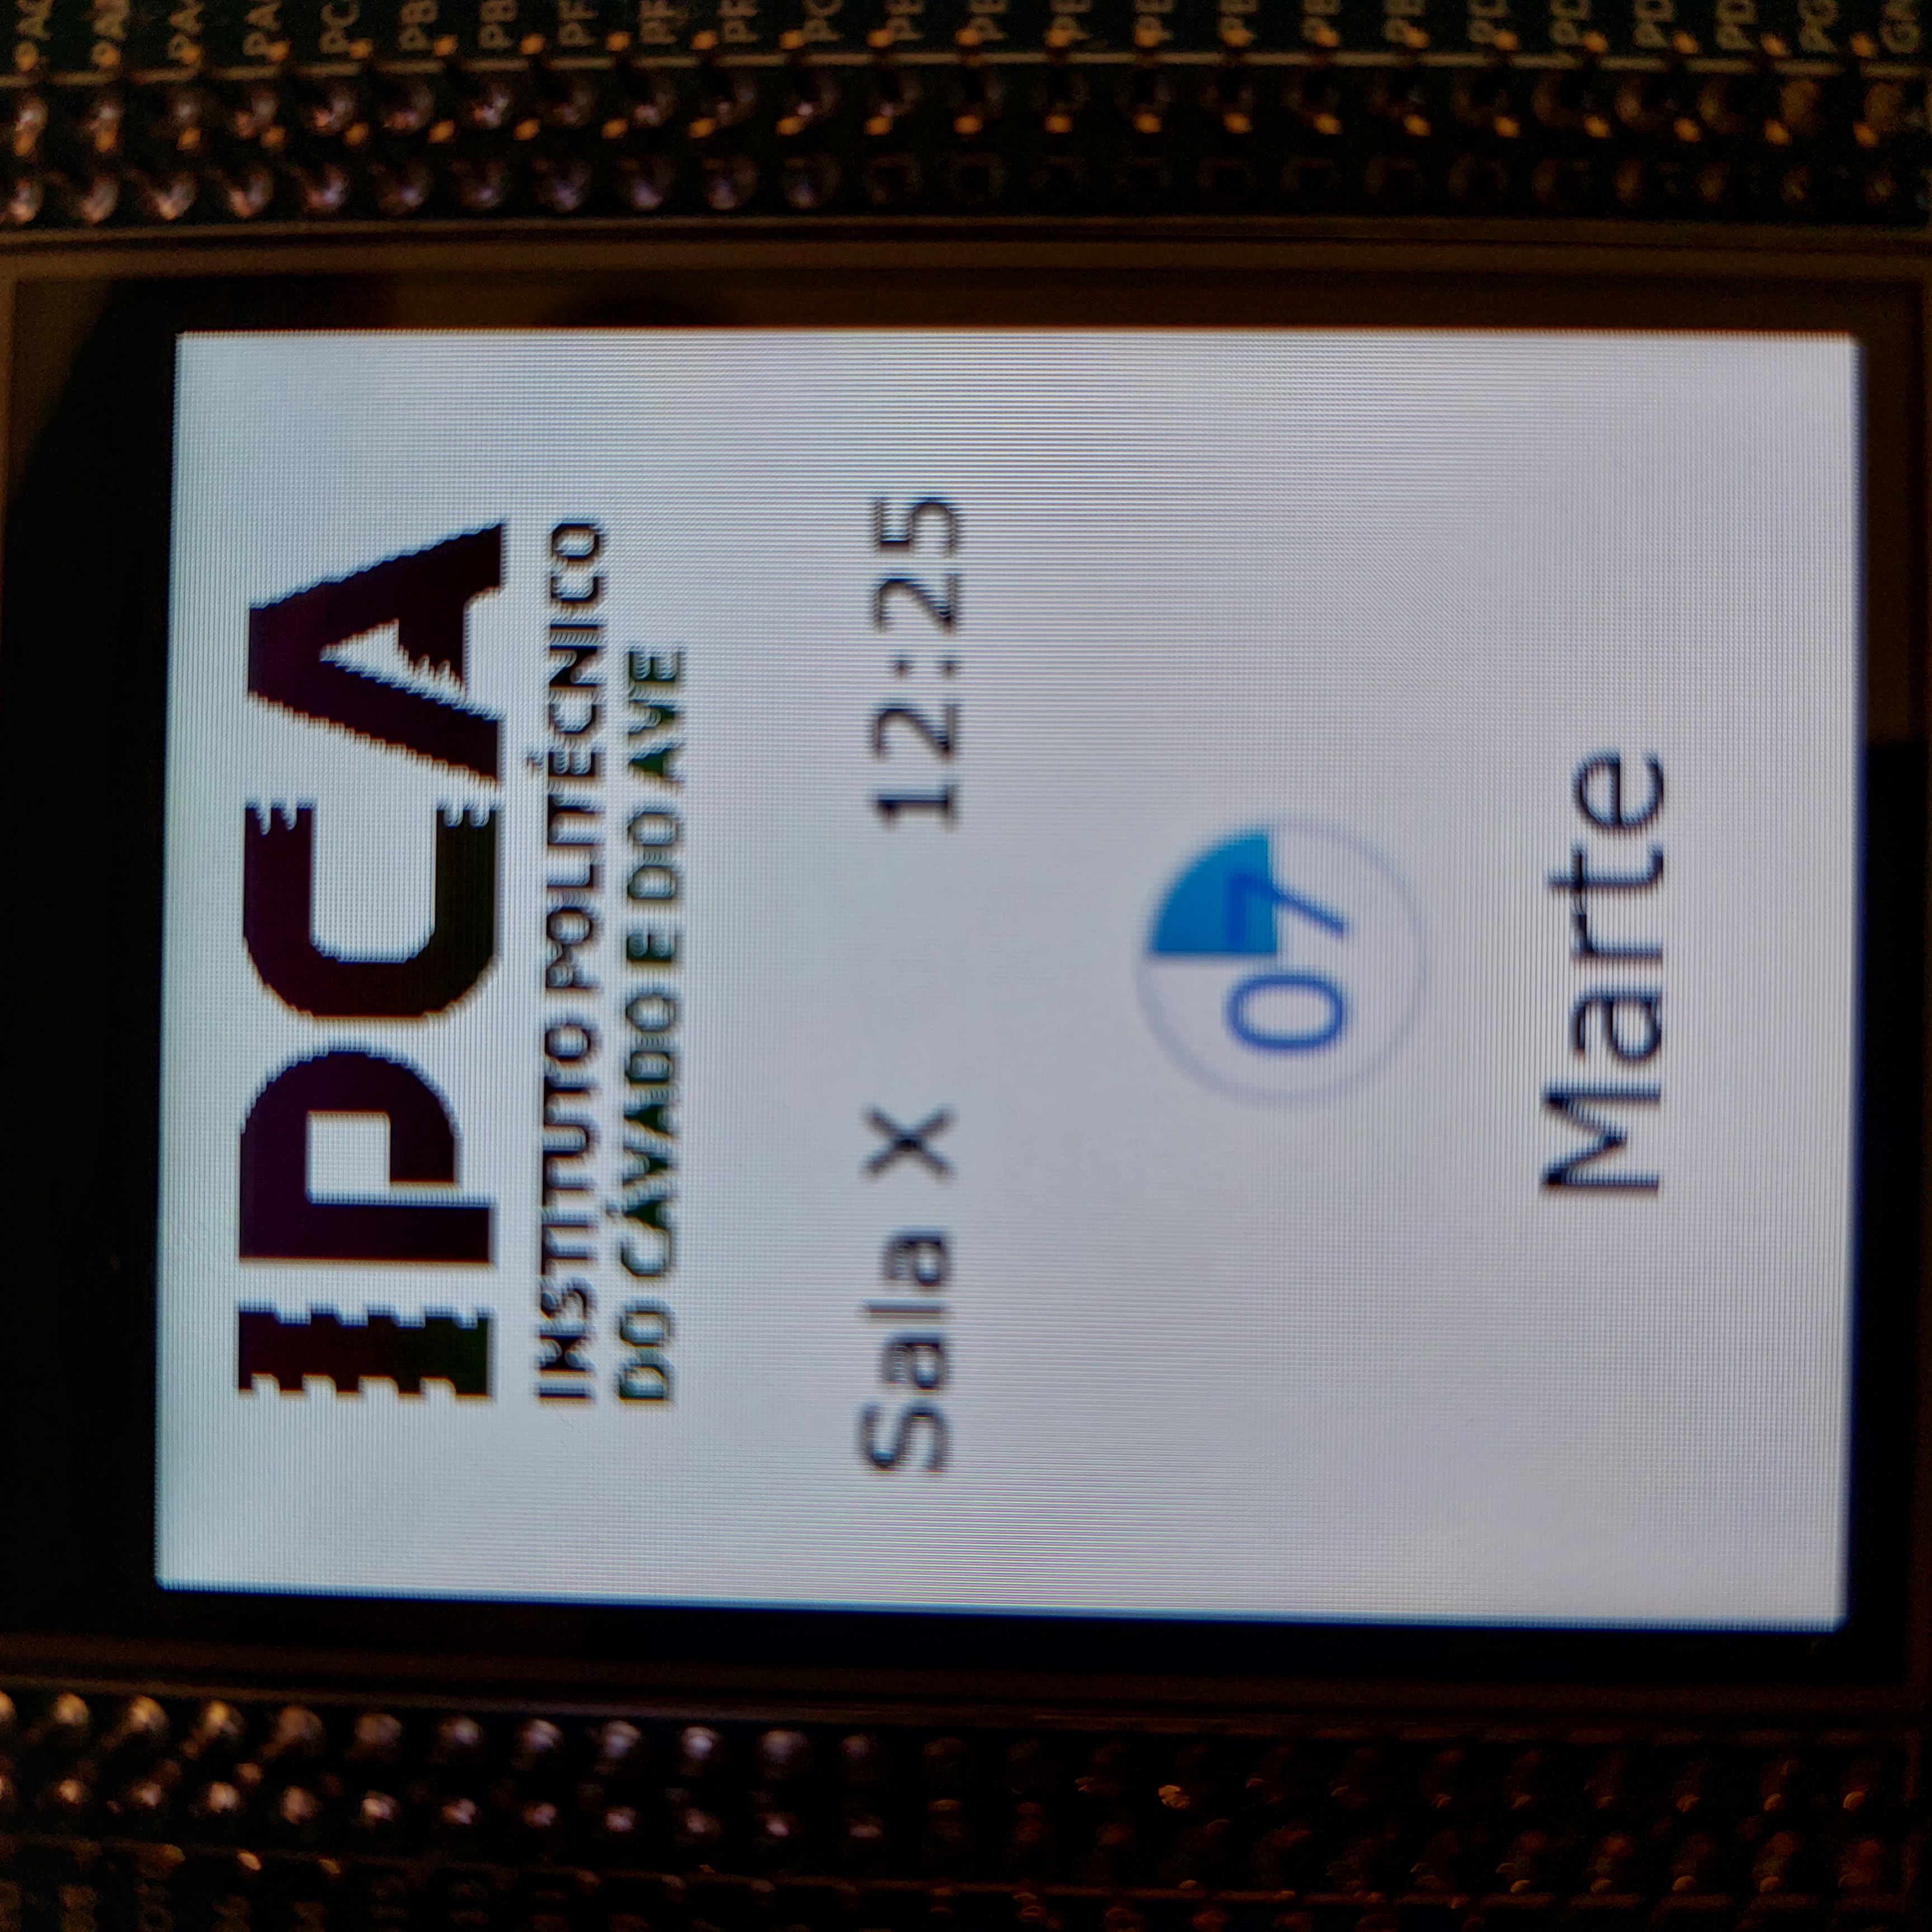 IPCA
INSTITUTO POLITÉCNICO
DO CÁVADO E DO AVE
Sala X 12:25
07
Marte